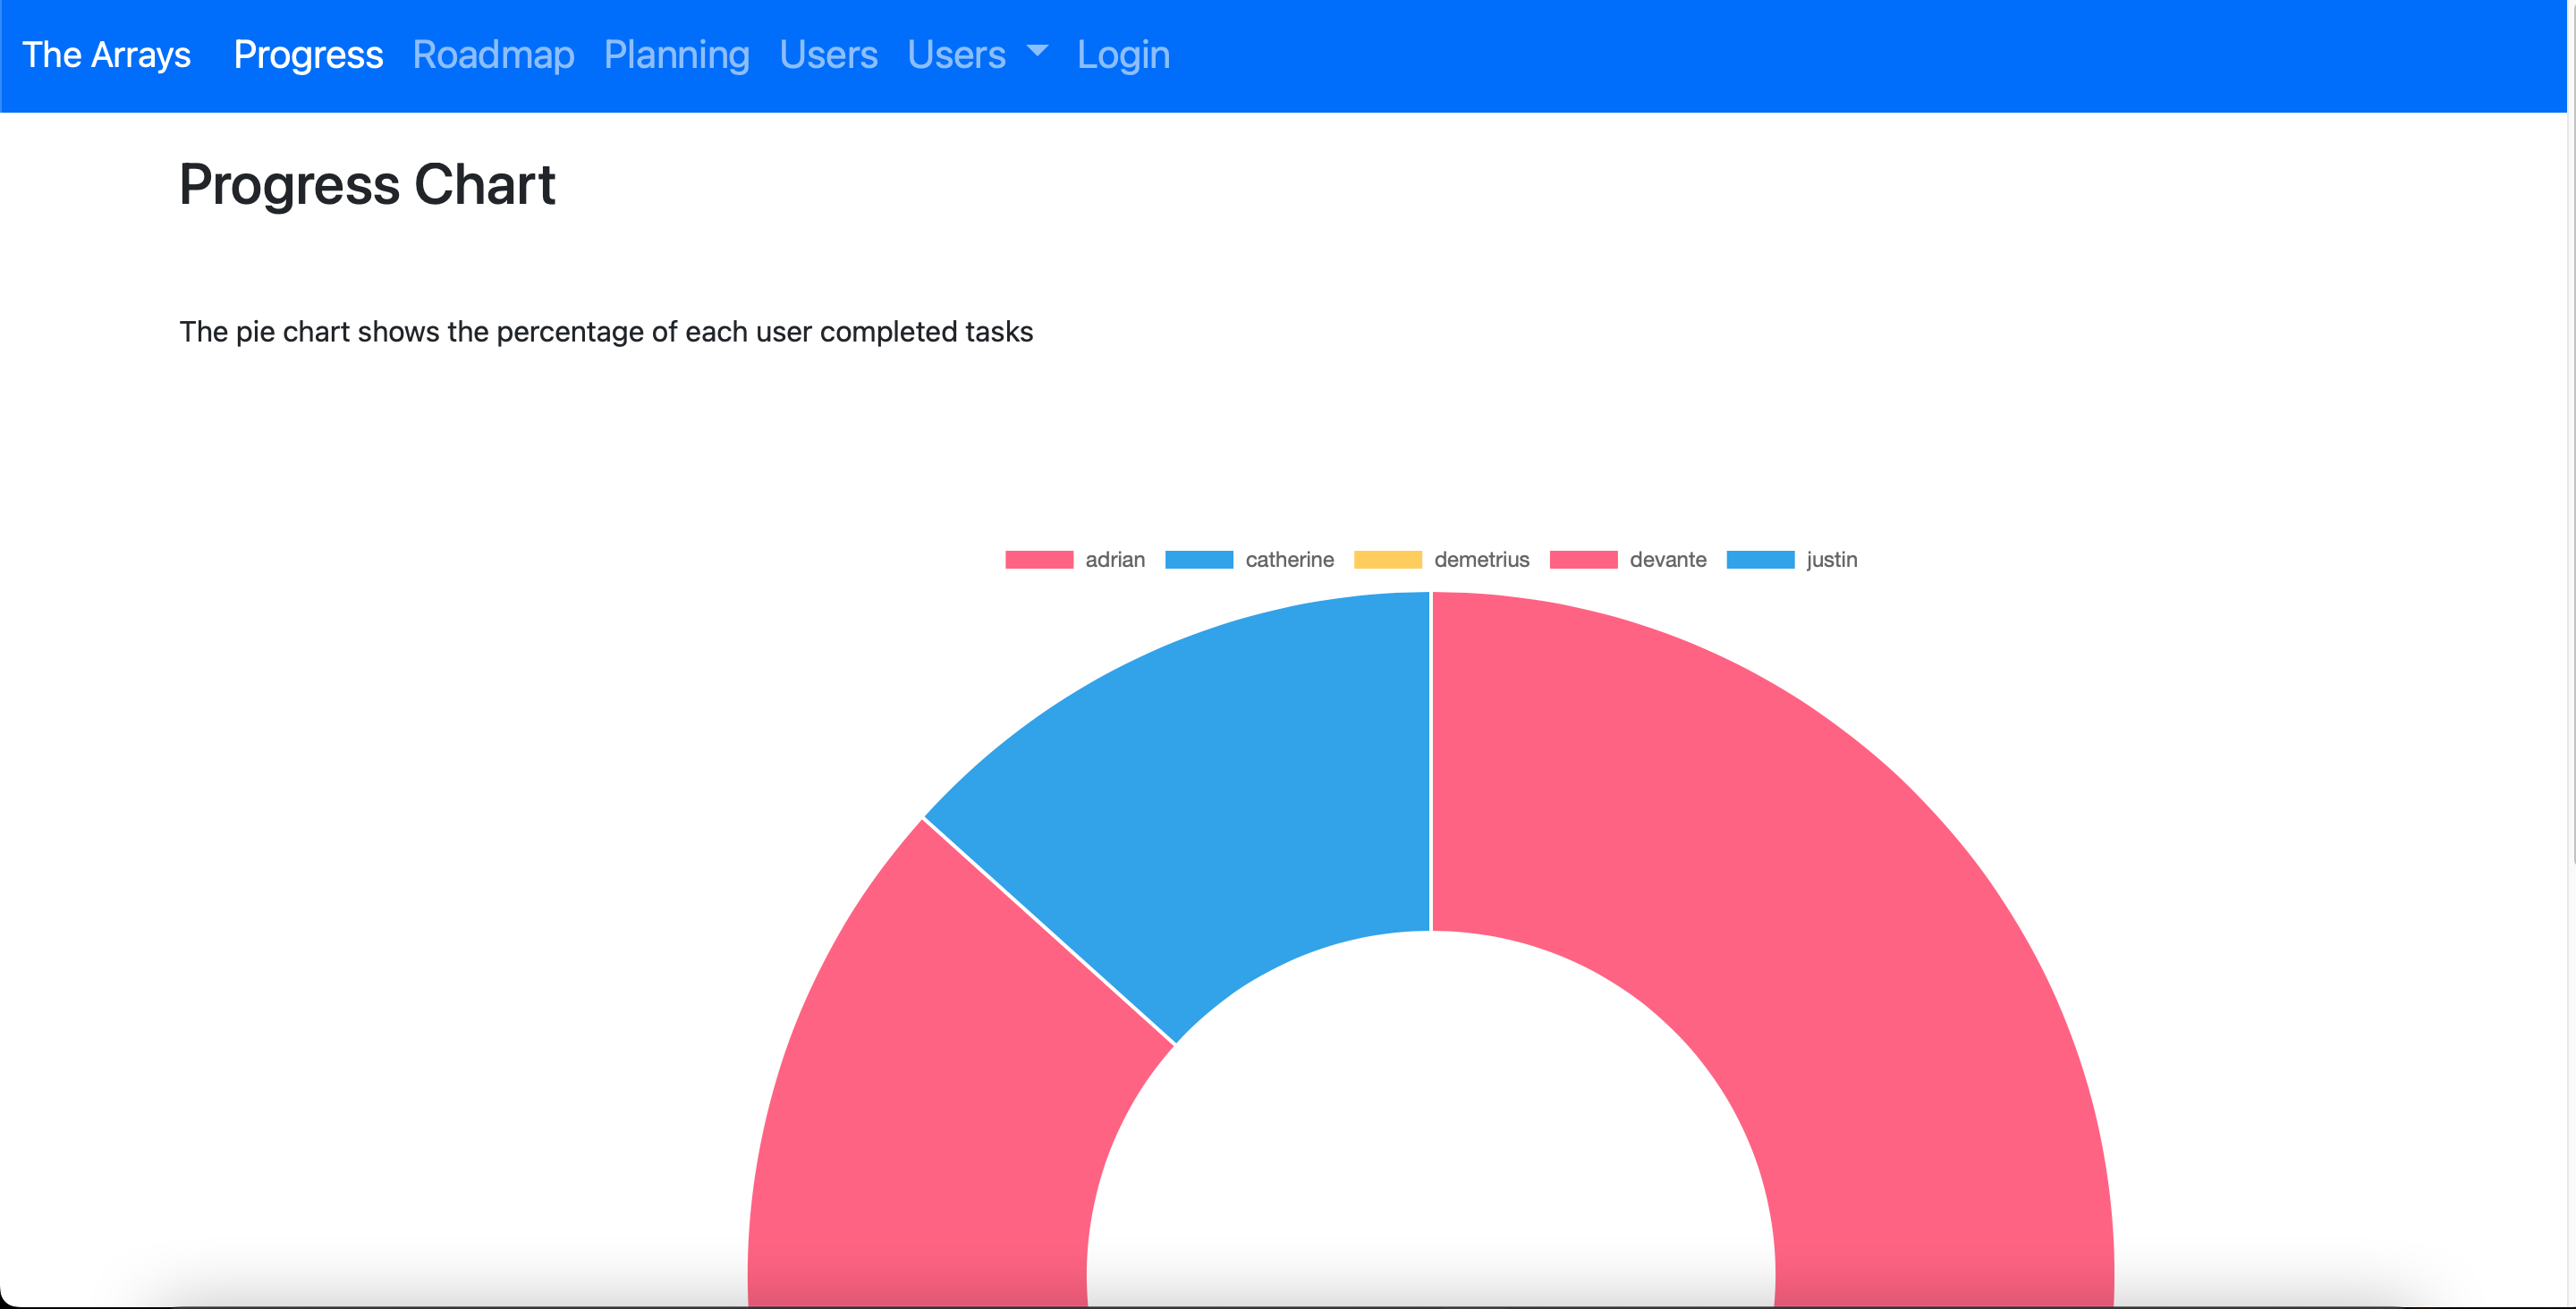 The Arrays Progress Roadmap Planning Users Users Login
Progress Chart
The pie chart shows the percentage of each user completed tasks
adrian catherine demetrius devante justin